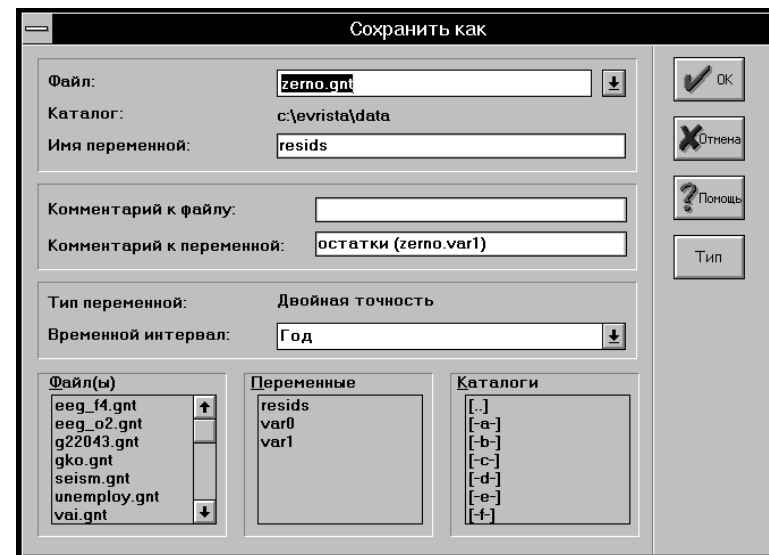 Сохранить как
Файл: zerno.gnt
Каталог: c:\evrista\data
Имя переменной: resids
Комментарий к файлу:
Комментарий к переменной: остатки (zerno.var1)
Тип переменной: Двойная точность
Временной интервал: Год
OK
Отмена
Помощь
Тип
Файл(ы)
eeg_f4.gnt
eeg_o2.gnt
g22043.gnt
gko.gnt
seism.gnt
unemploy.gnt
vai.gnt
Переменные
resids
var0
var1
Каталоги
[..]
[-a-]
[-b-]
[-c-]
[-d-]
[-e-]
[-f-]